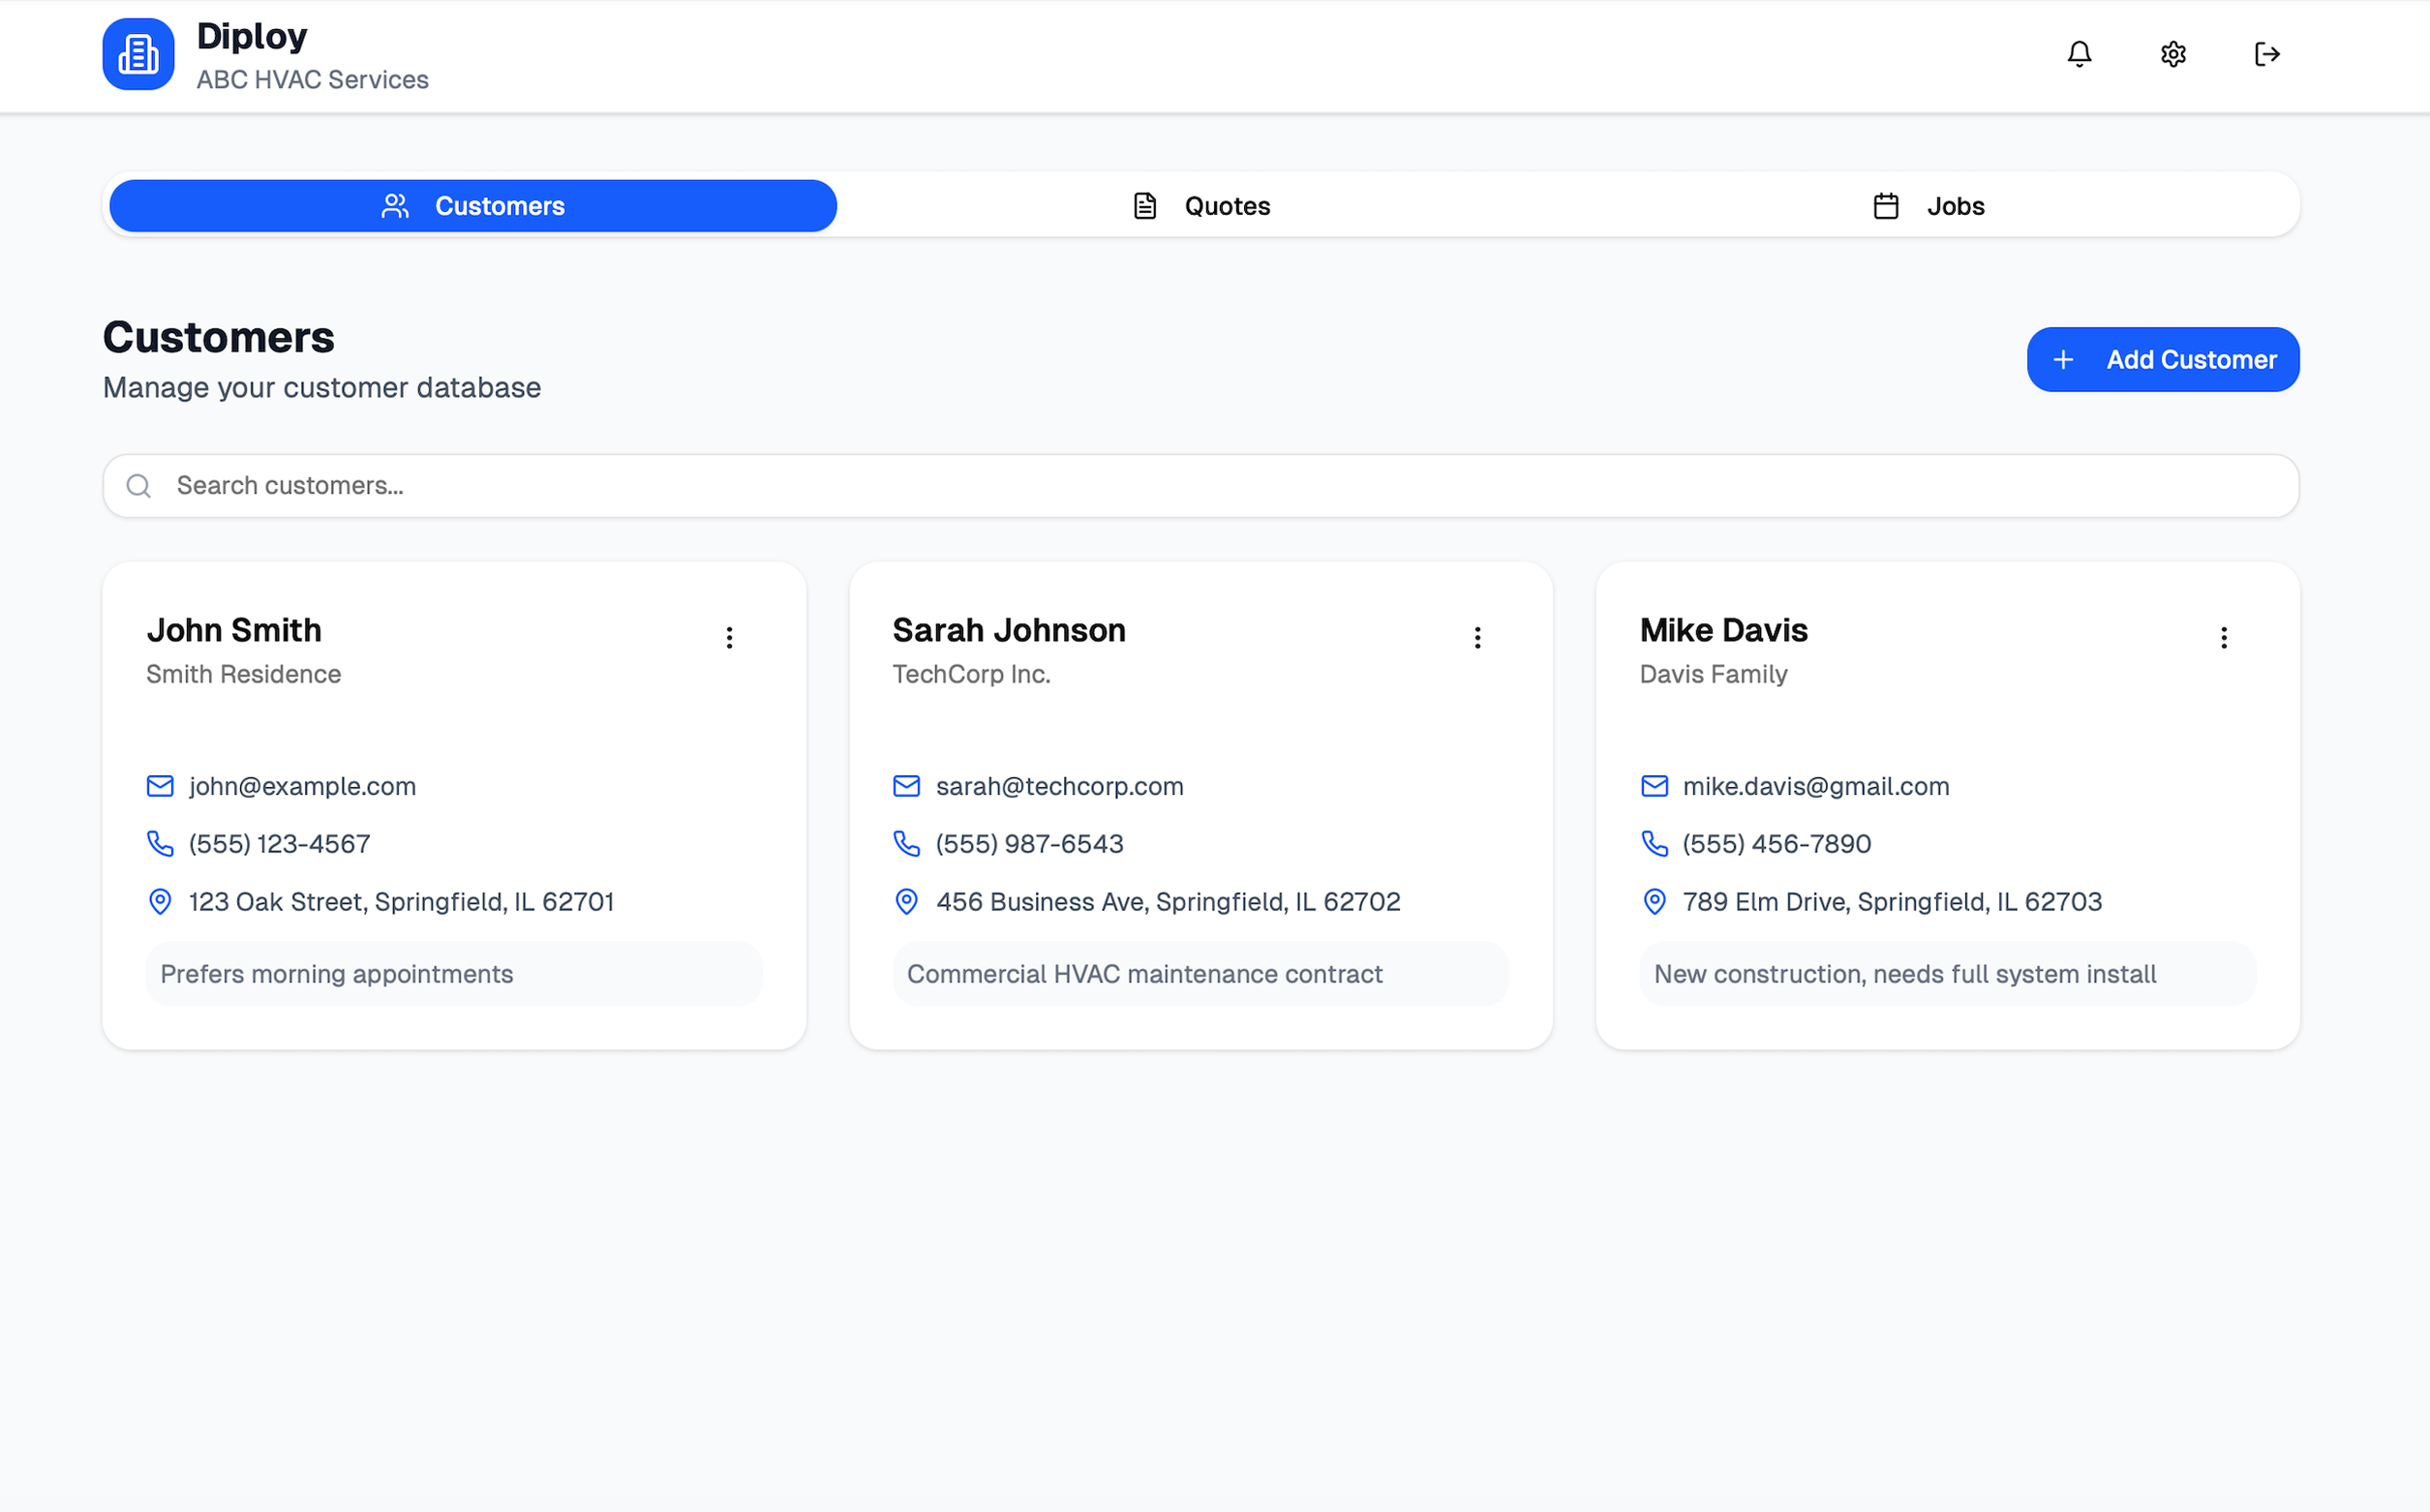 Diploy
ABC HVAC Services
Customers
Quotes
Jobs
Customers
Manage your customer database
Add Customer
Search customers...
John Smith
Smith Residence
john@example.com
(555) 123-4567
123 Oak Street, Springfield, IL 62701
Prefers morning appointments
Sarah Johnson
TechCorp Inc.
sarah@techcorp.com
(555) 987-6543
456 Business Ave, Springfield, IL 62702
Commercial HVAC maintenance contract
Mike Davis
Davis Family
mike.davis@gmail.com
(555) 456-7890
789 Elm Drive, Springfield, IL 62703
New construction, needs full system install